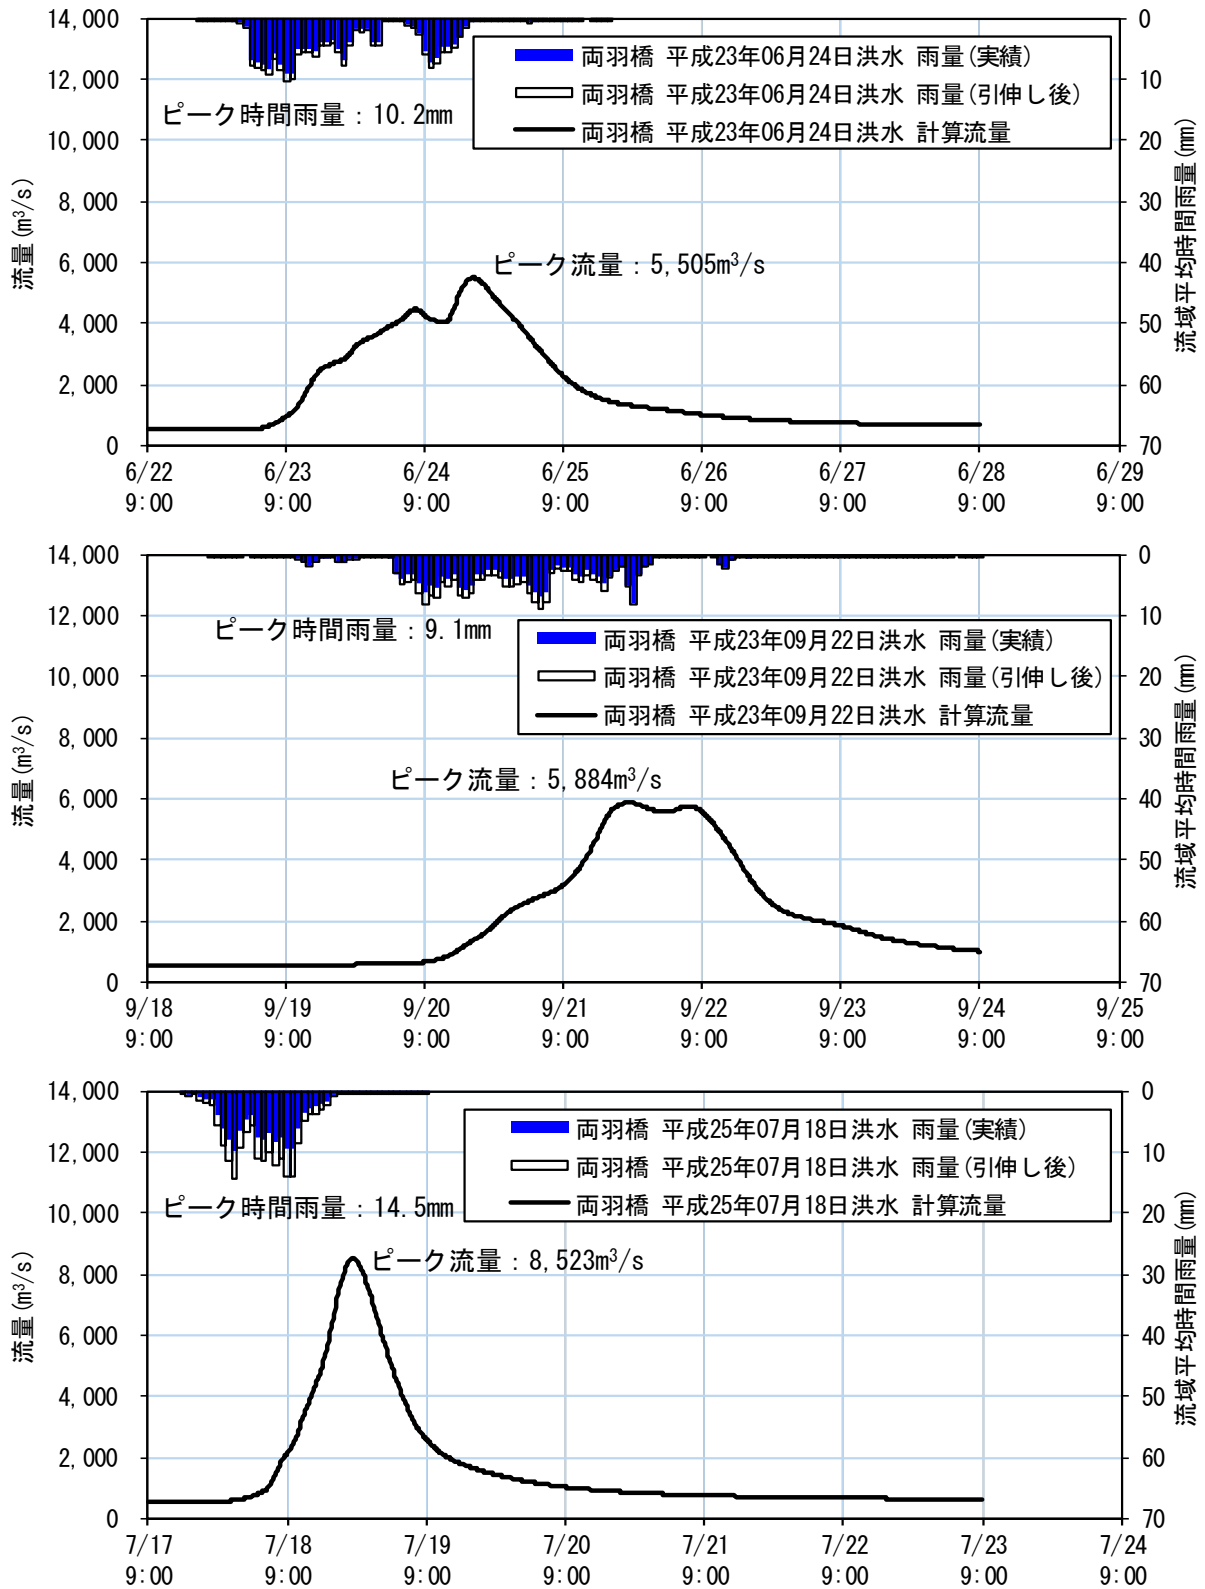 14,000
12,000
10,000
8,000
6,000
4,000
2,000
0
流量(m³/s)
0
10
20
30
40
50
60
70
流域平均時間雨量(㎜)
両羽橋 平成23年06月24日洪水 雨量(実績)
両羽橋 平成23年06月24日洪水 雨量(引伸し後)
両羽橋 平成23年06月24日洪水 計算流量
ピーク時間雨量：10.2mm
ピーク流量：5,505m³/s
6/22 6/23 6/24 6/25 6/26 6/27 6/28 6/29
9:00 9:00 9:00 9:00 9:00 9:00 9:00 9:00
14,000
12,000
10,000
8,000
6,000
4,000
2,000
0
流量(m³/s)
0
10
20
30
40
50
60
70
流域平均時間雨量(㎜)
ピーク時間雨量：9.1mm
両羽橋 平成23年09月22日洪水 雨量(実績)
両羽橋 平成23年09月22日洪水 雨量(引伸し後)
両羽橋 平成23年09月22日洪水 計算流量
ピーク流量：5,884m³/s
9/18 9/19 9/20 9/21 9/22 9/23 9/24 9/25
9:00 9:00 9:00 9:00 9:00 9:00 9:00 9:00
14,000
12,000
10,000
8,000
6,000
4,000
2,000
0
流量(m³/s)
0
10
20
30
40
50
60
70
流域平均時間雨量(㎜)
両羽橋 平成25年07月18日洪水 雨量(実績)
両羽橋 平成25年07月18日洪水 雨量(引伸し後)
両羽橋 平成25年07月18日洪水 計算流量
ピーク時間雨量：14.5mm
ピーク流量：8,523m³/s
7/17 7/18 7/19 7/20 7/21 7/22 7/23 7/24
9:00 9:00 9:00 9:00 9:00 9:00 9:00 9:00